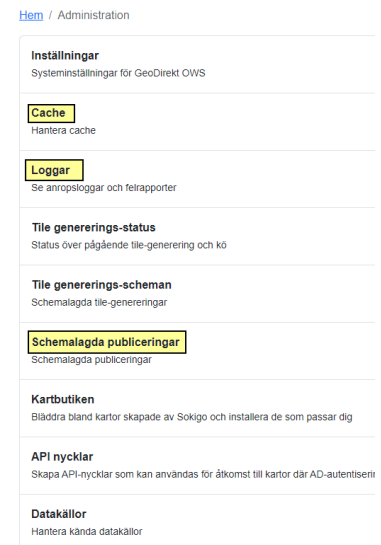 Hem / Administration
Inställningar
Systeminställningar för GeoDirekt OWS
Cache
Hantera cache
Loggar
Se anropsloggar och felrapporter
Tile genererings-status
Status över pågående tile-generering och kö
Tile genererings-scheman
Schemalagda tile-genereringar
Schemalagda publiceringar
Schemalagda publiceringar
Kartbutiken
Bläddra bland kartor skapade av Sokigo och installera de som passar dig
API nycklar
Skapa API-nycklar som kan användas för åtkomst till kartor där AD-autentiserin
Datakällor
Hantera kända datakällor